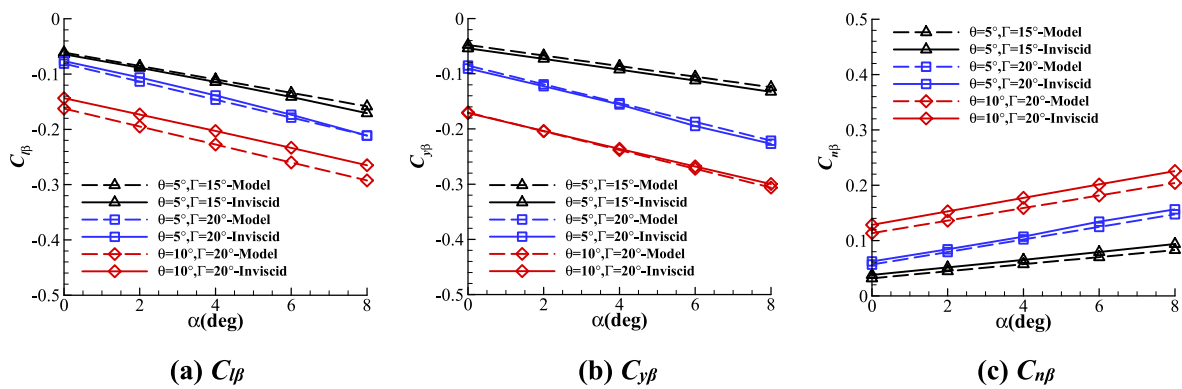 0
-0.1
-0.2
-0.3
-0.4
-0.5
C_lβ
θ=5°,Γ=15°-Model
θ=5°,Γ=15°-Inviscid
θ=5°,Γ=20°-Model
θ=5°,Γ=20°-Inviscid
θ=10°,Γ=20°-Model
θ=10°,Γ=20°-Inviscid
0 2 4 6 8
α(deg)
(a) C_lβ
0
-0.1
-0.2
-0.3
-0.4
-0.5
C_yβ
θ=5°,Γ=15°-Model
θ=5°,Γ=15°-Inviscid
θ=5°,Γ=20°-Model
θ=5°,Γ=20°-Inviscid
θ=10°,Γ=20°-Model
θ=10°,Γ=20°-Inviscid
0 2 4 6 8
α(deg)
(b) C_yβ
0.5
0.4
0.3
0.2
0.1
0
C_nβ
θ=5°,Γ=15°-Model
θ=5°,Γ=15°-Inviscid
θ=5°,Γ=20°-Model
θ=5°,Γ=20°-Inviscid
θ=10°,Γ=20°-Model
θ=10°,Γ=20°-Inviscid
0 2 4 6 8
α(deg)
(c) C_nβ